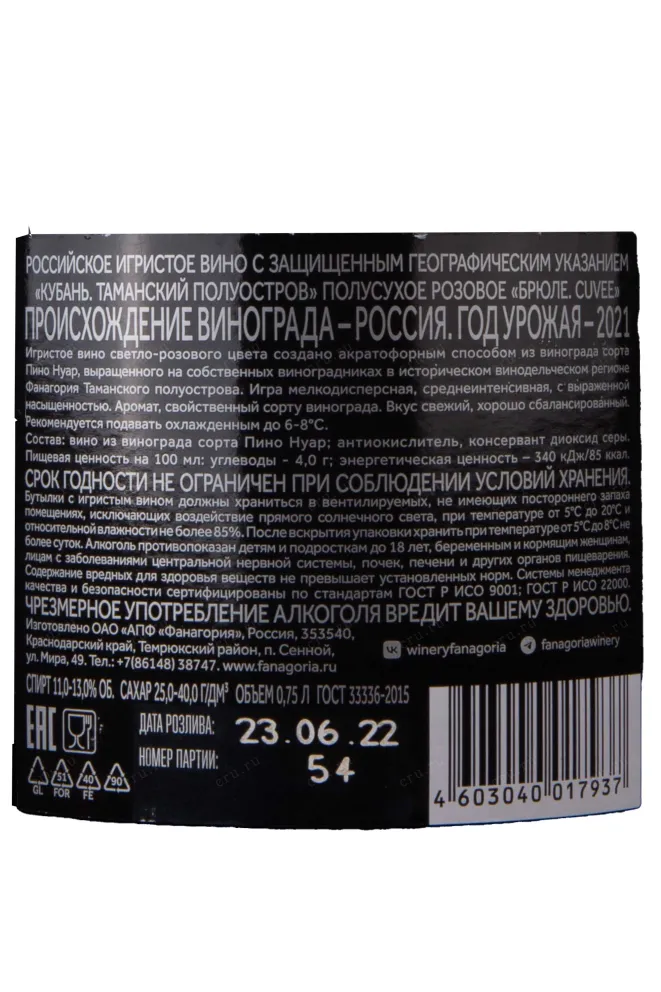 РОССИЙСКОЕ ИГРИСТОЕ ВИНО С ЗАЩИЩЕННЫМ ГЕОГРАФИЧЕСКИМ УКАЗАНИЕМ
«КУБАНЬ. ТАМАНСКИЙ ПОЛУОСТРОВ» ПОЛУСУХОЕ РОЗОВОЕ «БРЮЛЕ. CUVEE»
ПРОИСХОЖДЕНИЕ ВИНОГРАДА – РОССИЯ. ГОД УРОЖАЯ – 2021
Игристое вино светло-розового цвета создано акратофорным способом из винограда сорта
Пино Нуар, выращенного на собственных виноградниках в историческом винодельческом регионе
Фанагория Таманского полуострова. Игра мелкодисперсная, среднеинтенсивная, с выраженной
насыщенностью. Аромат, свойственный сорту винограда. Вкус свежий, хорошо сбалансированный.
Рекомендуется подавать охлажденным до 6-8°С.
Состав: вино из винограда сорта Пино Нуар; антиокислитель, консервант диоксид серы.
Пищевая ценность на 100 мл: углеводы - 4,0 г; энергетическая ценность – 340 кДж/85 ккал.
СРОК ГОДНОСТИ НЕ ОГРАНИЧЕН ПРИ СОБЛЮДЕНИИ УСЛОВИЙ ХРАНЕНИЯ.
Бутылки с игристым вином должны храниться в вентилируемых, не имеющих постороннего запаха
помещениях, исключающих воздействие прямого солнечного света, при температуре от 5°С до 20°С и
относительной влажности не более 85%. После вскрытия упаковки хранить при температуре от 5°С до 8°С не
более суток. Алкоголь противопоказан детям и подросткам до 18 лет, беременным и кормящим женщинам,
лицам с заболеваниями центральной нервной системы, почек, печени и других органов пищеварения.
Содержание вредных для здоровья веществ не превышает установленных норм. Системы менеджмента
качества и безопасности сертифицированы по стандартам ГОСТ Р ИСО 9001; ГОСТ Р ИСО 22000.
ЧРЕЗМЕРНОЕ УПОТРЕБЛЕНИЕ АЛКОГОЛЯ ВРЕДИТ ВАШЕМУ ЗДОРОВЬЮ.
Изготовлено ОАО «АПФ «Фанагория», Россия, 353540,
Краснодарский край, Темрюкский район, п. Сенной,
ул. Мира, 49. Тел.: +7(86148) 38747. www.fanagoria.ru
wineryfanagoria
fanagoriawinery
СПИРТ 11,0-13,0% ОБ. САХАР 25,0-40,0 Г/ДМ³ ОБЪЕМ 0,75 Л ГОСТ 33336-2015
EAC
ДАТА РОЗЛИВА: 23.06.22
НОМЕР ПАРТИИ: 54
GL
51
FOR
40
FE
90
4 603040 017937